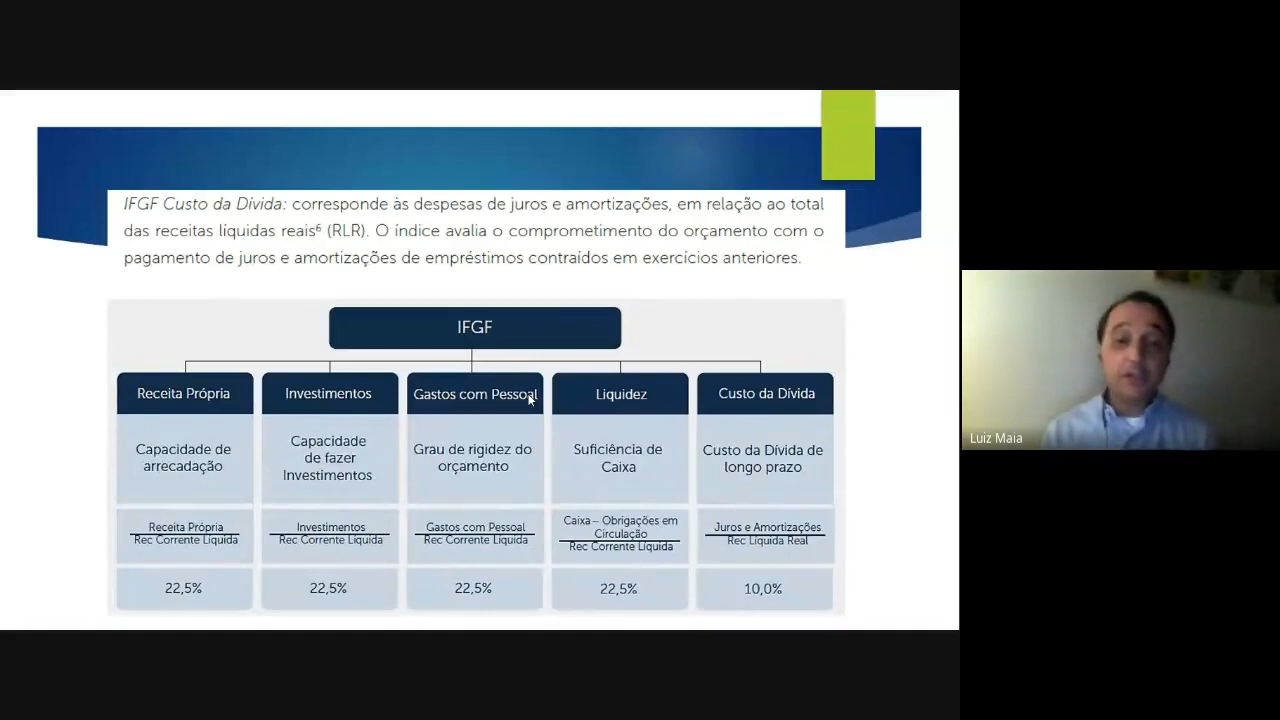 IFGF Custo da Dívida: corresponde às despesas de juros e amortizações, em relação ao total
das receitas líquidas reais⁶ (RLR). O índice avalia o comprometimento do orçamento com o
pagamento de juros e amortizações de empréstimos contraídos em exercícios anteriores.
IFGF
Receita Própria
Investimentos
Gastos com Pessoal
Liquidez
Custo da Dívida
Capacidade de
arrecadação
Capacidade
de fazer
Investimentos
Grau de rigidez do
orçamento
Suficiência de
Caixa
Custo da Dívida de
longo prazo
Receita Própria
Rec Corrente Líquida
Investimentos
Rec Corrente Líquida
Gastos com Pessoal
Rec Corrente Líquida
Caixa – Obrigações em
Circulação
Rec Corrente Líquida
Juros e Amortizações
Rec Líquida Real
22,5%
22,5%
22,5%
22,5%
10,0%
Luiz Maia